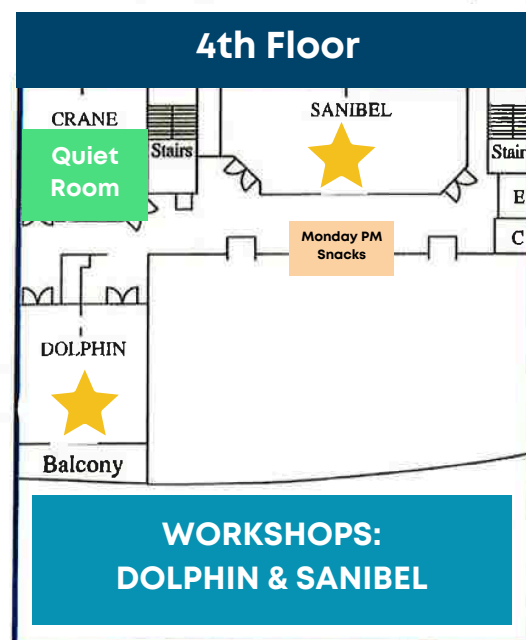 4th Floor
CRANE
SANIBEL
Quiet
Room
Stairs
Stair
E
Monday PM
Snacks
C
DOLPHIN
Balcony
WORKSHOPS:
DOLPHIN & SANIBEL